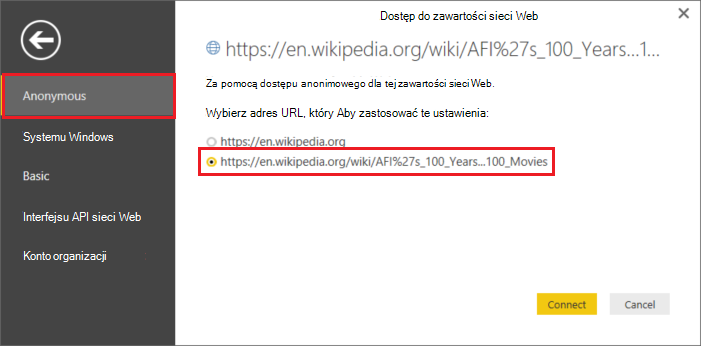 Dostęp do zawartości sieci Web
https://en.wikipedia.org/wiki/AFI%27s_100_Years...1...
Za pomocą dostępu anonimowego dla tej zawartości sieci Web.
Wybierz adres URL, który Aby zastosować te ustawienia:
https://en.wikipedia.org
https://en.wikipedia.org/wiki/AFI%27s_100_Years...100_Movies
Anonymous
Systemu Windows
Basic
Interfejsu API sieci Web
Konto organizacji
Connect
Cancel